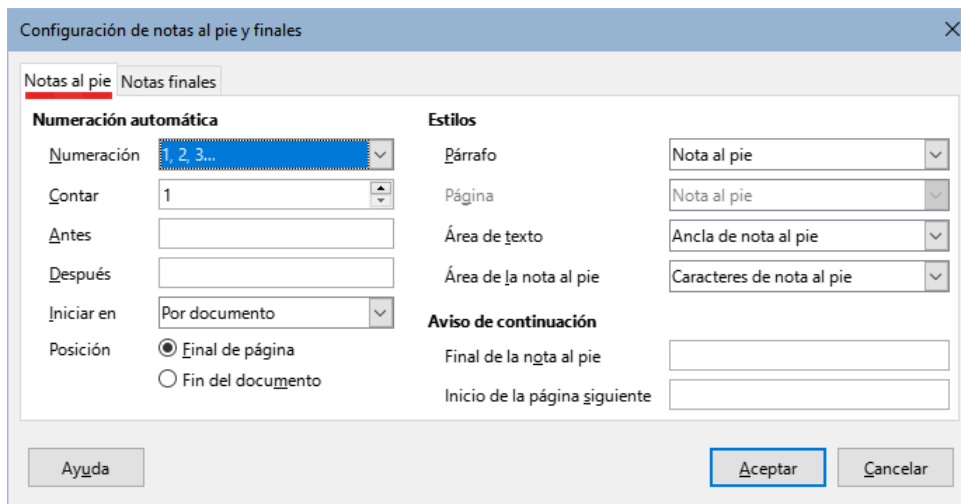 Configuración de notas al pie y finales
Notas al pie Notas finales
Numeración automática
Numeración 1, 2, 3...
Contar 1
Antes
Después
Iniciar en Por documento
Posición Final de página
Fin del documento
Estilos
Párrafo Nota al pie
Página Nota al pie
Área de texto Ancla de nota al pie
Área de la nota al pie Caracteres de nota al pie
Aviso de continuación
Final de la nota al pie
Inicio de la página siguiente
Ayuda Aceptar Cancelar